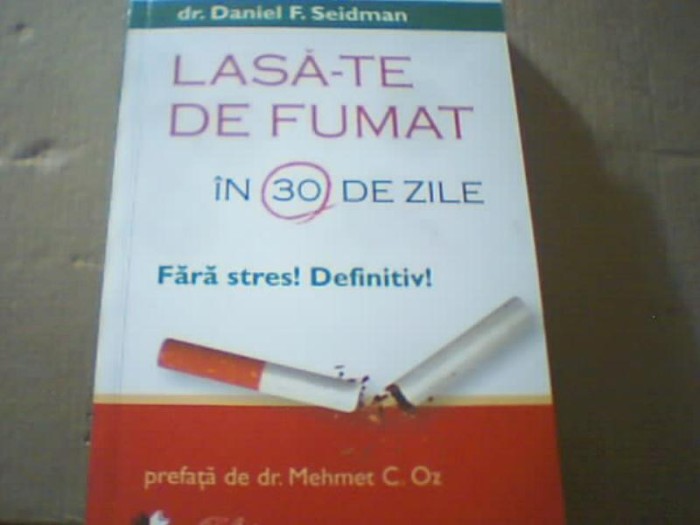 dr. Daniel F. Seidman
LASĂ-TE
DE FUMAT
ÎN 30 DE ZILE
Fără stres! Definitiv!
prefață de dr. Mehmet C. Oz